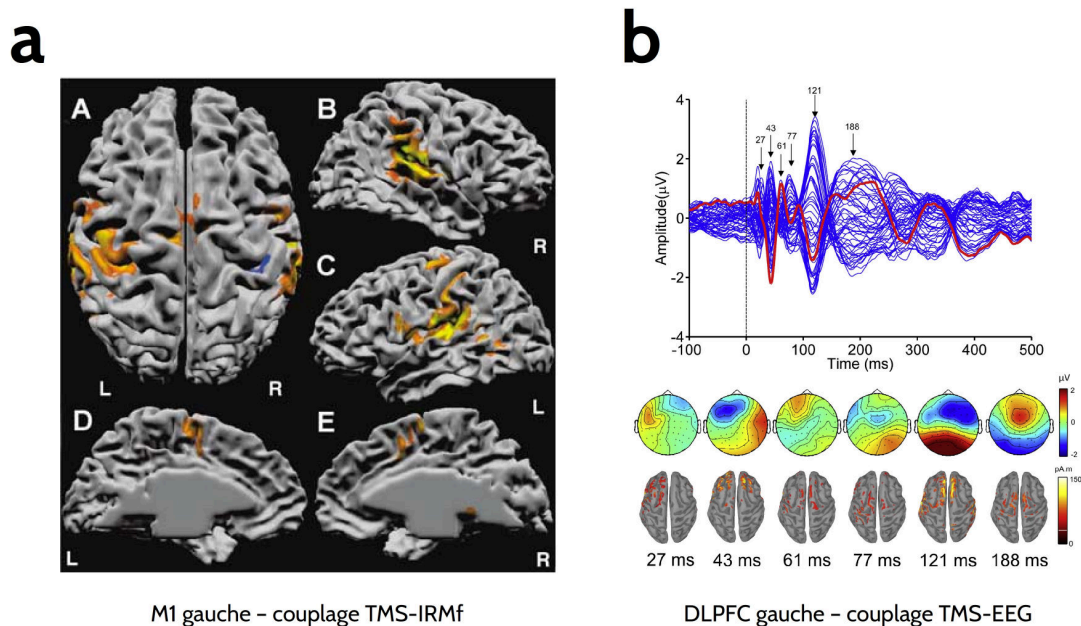 a
A
B
R
C
L
R
L
D
E
L
R
M1 gauche – couplage TMS-IRMf
b
4
2
0
-2
-4
Amplitude(µV)
27
43
61
77
121
188
-100 0 100 200 300 400 500
Time (ms)
µV
2
0
-2
pA.m
150
0
27 ms 43 ms 61 ms 77 ms 121 ms 188 ms
DLPFC gauche – couplage TMS-EEG